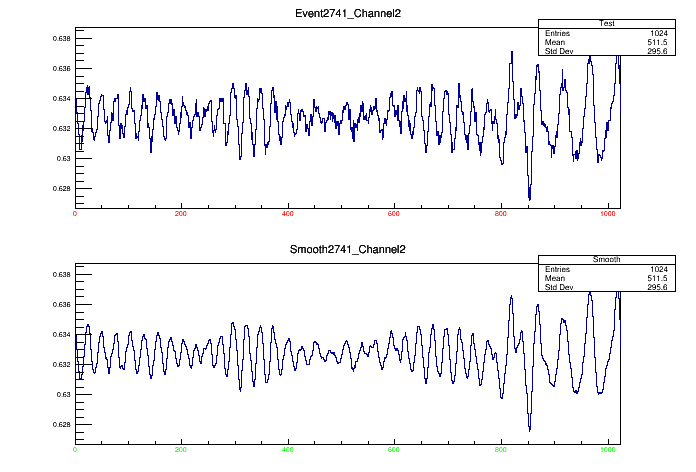 Event2741_Channel2
Test
Entries 1024
Mean 511.5
Std Dev 295.6
0.638
0.636
0.634
0.632
0.63
0.628
0 200 400 600 800 1000
Smooth2741_Channel2
Smooth
Entries 1024
Mean 511.5
Std Dev 295.6
0.638
0.636
0.634
0.632
0.63
0.628
0 200 400 600 800 1000